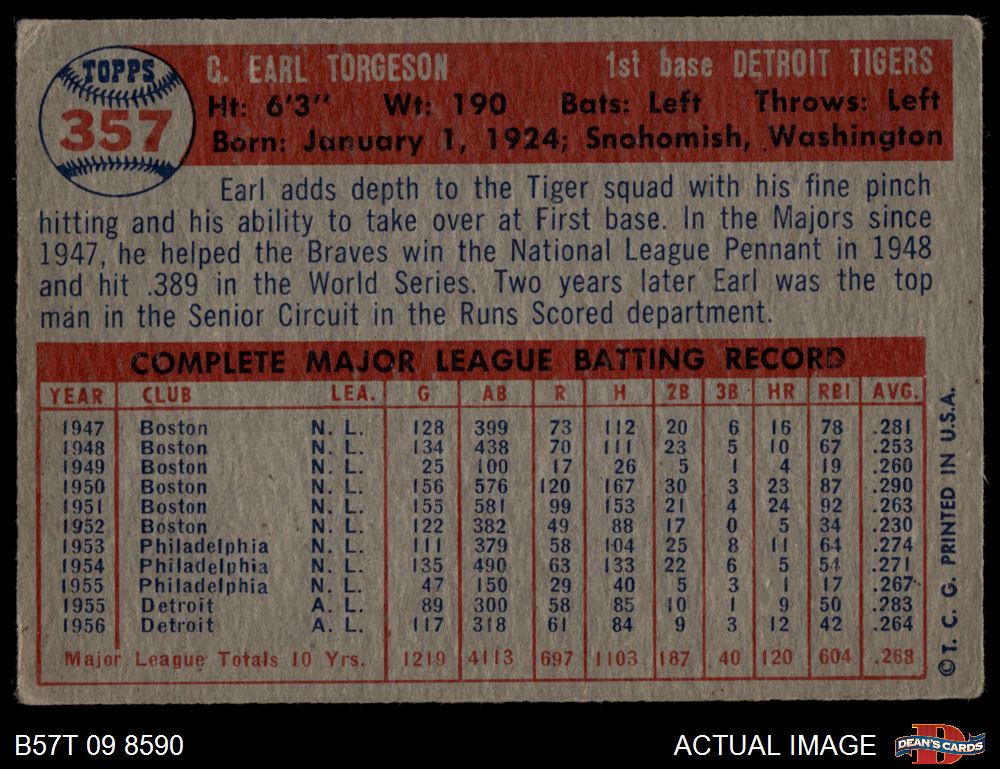 TOPPS
357
C. EARL TORGESON 1st base DETROIT TIGERS
Ht: 6'3" Wt: 190 Bats: Left Throws: Left
Born: January 1, 1924; Snohomish, Washington
Earl adds depth to the Tiger squad with his fine pinch
hitting and his ability to take over at First base. In the Majors since
1947, he helped the Braves win the National League Pennant in 1948
and hit .389 in the World Series. Two years later Earl was the top
man in the Senior Circuit in the Runs Scored department.
COMPLETE MAJOR LEAGUE BATTING RECORD
YEAR CLUB LEA. G AB R H 2B 3B HR RBI AVG.
1947 Boston N. L. 128 399 73 112 20 6 16 78 .281
1948 Boston N. L. 134 438 70 111 23 5 10 67 .253
1949 Boston N. L. 25 100 17 26 5 1 4 19 .260
1950 Boston N. L. 156 576 120 167 30 3 23 87 .290
1951 Boston N. L. 155 581 99 153 21 4 24 92 .263
1952 Boston N. L. 122 382 49 88 17 0 5 34 .230
1953 Philadelphia N. L. 111 379 58 104 25 8 11 64 .274
1954 Philadelphia N. L. 135 490 63 133 22 6 5 54 .271
1955 Philadelphia N. L. 47 150 29 40 5 3 1 17 .267
1955 Detroit A. L. 89 300 58 85 10 1 9 50 .283
1956 Detroit A. L. 117 318 61 84 9 3 12 42 .264
Major League Totals 10 Yrs. 1219 4113 697 1103 187 40 120 604 .268
© T. C. G. PRINTED IN U.S.A.
B57T 09 8590 ACTUAL IMAGE
D
DEAN'S CARDS